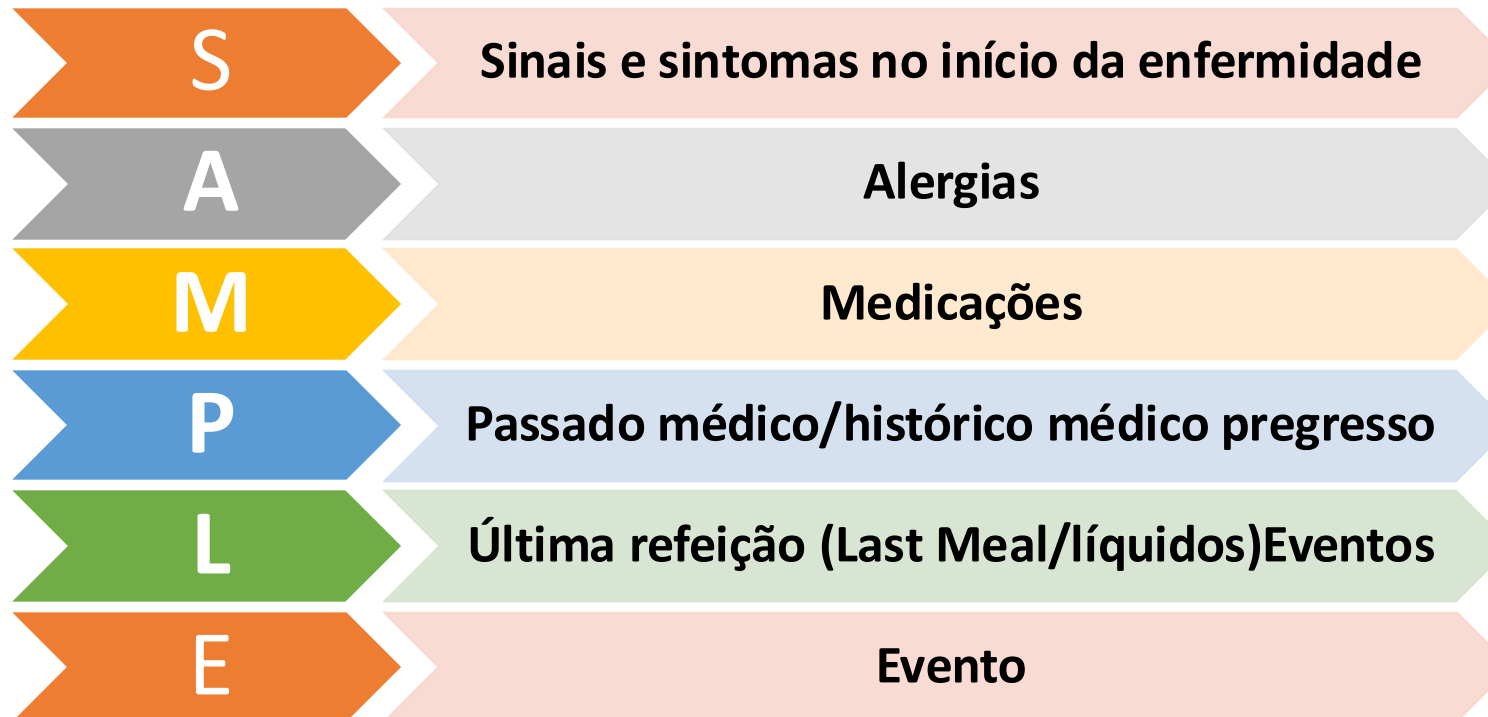 S
Sinais e sintomas no início da enfermidade
A
Alergias
M
Medicações
P
Passado médico/histórico médico pregresso
L
Última refeição (Last Meal/líquidos)Eventos
E
Evento